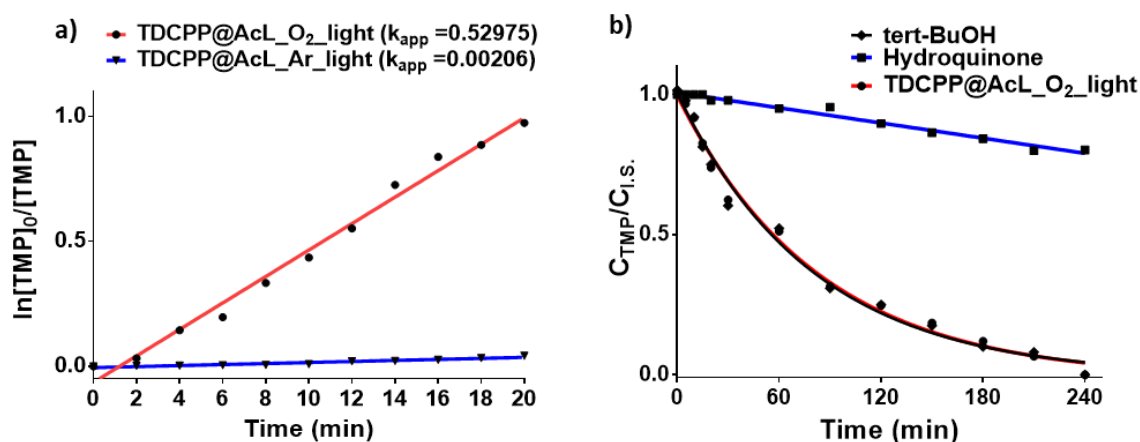 a)
TDCPP@AcL_O₂_light (kapp =0.52975)
TDCPP@AcL_Ar_light (kapp =0.00206)
ln[TMP]₀/[TMP]
1.0
0.5
0.0
0 2 4 6 8 10 12 14 16 18 20
Time (min)
b)
tert-BuOH
Hydroquinone
TDCPP@AcL_O₂_light
CTMP/CI.S.
1.0
0.5
0.0
0 60 120 180 240
Time (min)